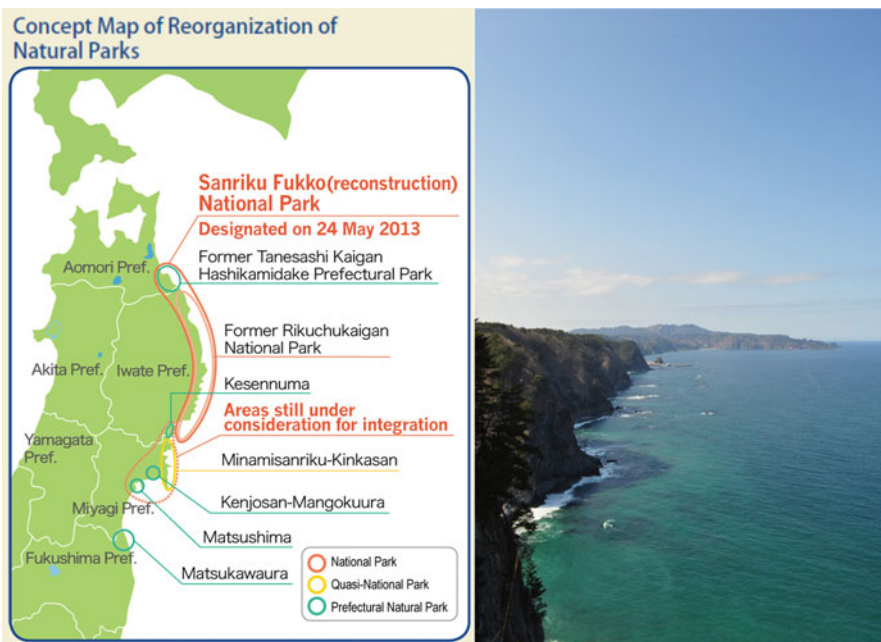 Concept Map of Reorganization of
Natural Parks
Sanriku Fukko(reconstruction)
National Park
Designated on 24 May 2013
Aomori Pref.
Former Tanesashi Kaigan
Hashikamidake Prefectural Park
Former Rikuchukaigan
National Park
Akita Pref.
Iwate Pref.
Kesennuma
Areas still under
consideration for integration
Yamagata
Pref.
Minamisanriku-Kinkasan
Kenjosan-Mangokuura
Miyagi Pref.
Matsushima
Fukushima Pref.
Matsukawaura
National Park
Quasi-National Park
Prefectural Natural Park